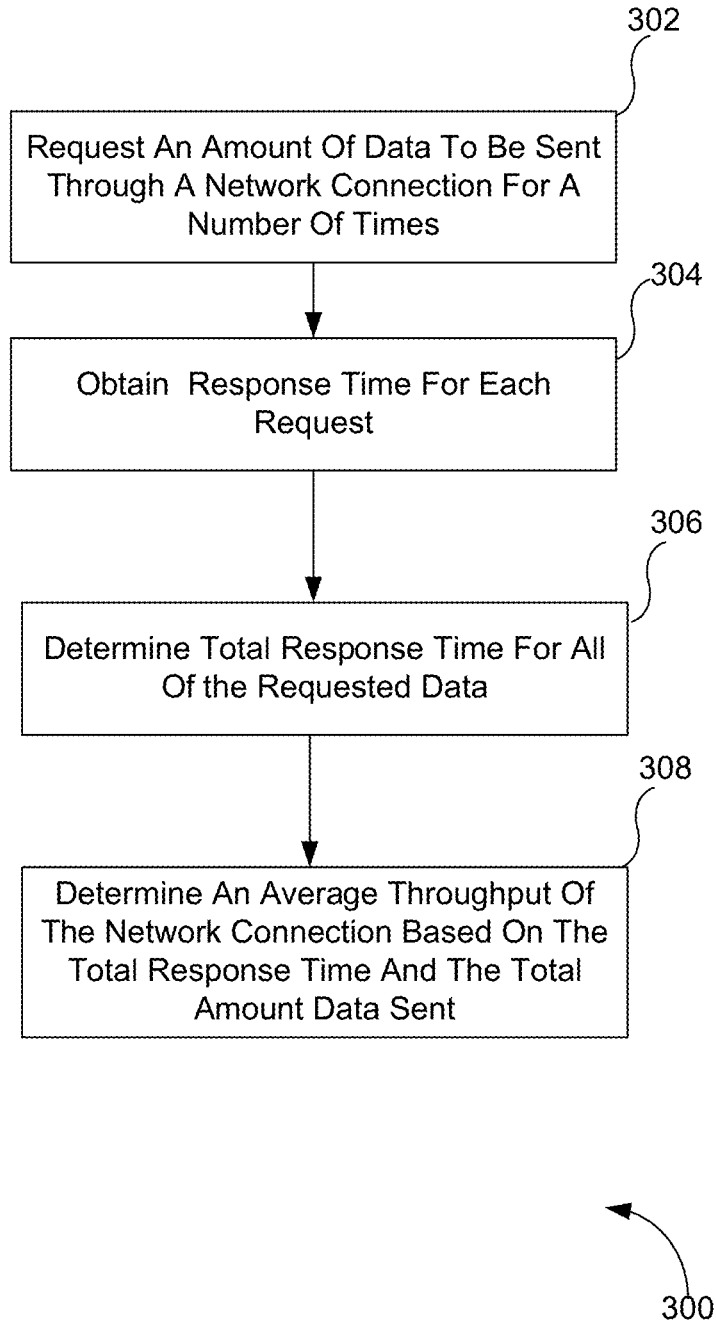 302
Request An Amount Of Data To Be Sent
Through A Network Connection For A
Number Of Times
304
Obtain  Response Time For Each
Request
306
Determine Total Response Time For All
Of the Requested Data
308
Determine An Average Throughput Of
The Network Connection Based On The
Total Response Time And The Total
Amount Data Sent
300